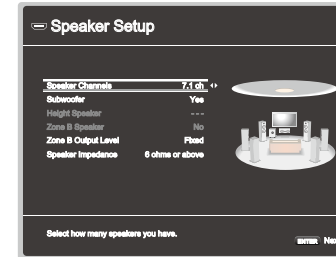 Speaker Setup
Speaker Channels 7.1 ch
Subwoofer Yes
Height Speaker ---
Zone B Speaker No
Zone B Output Level Fixed
Speaker Impedance 6 ohms or above
Select how many speakers you have.
ENTER